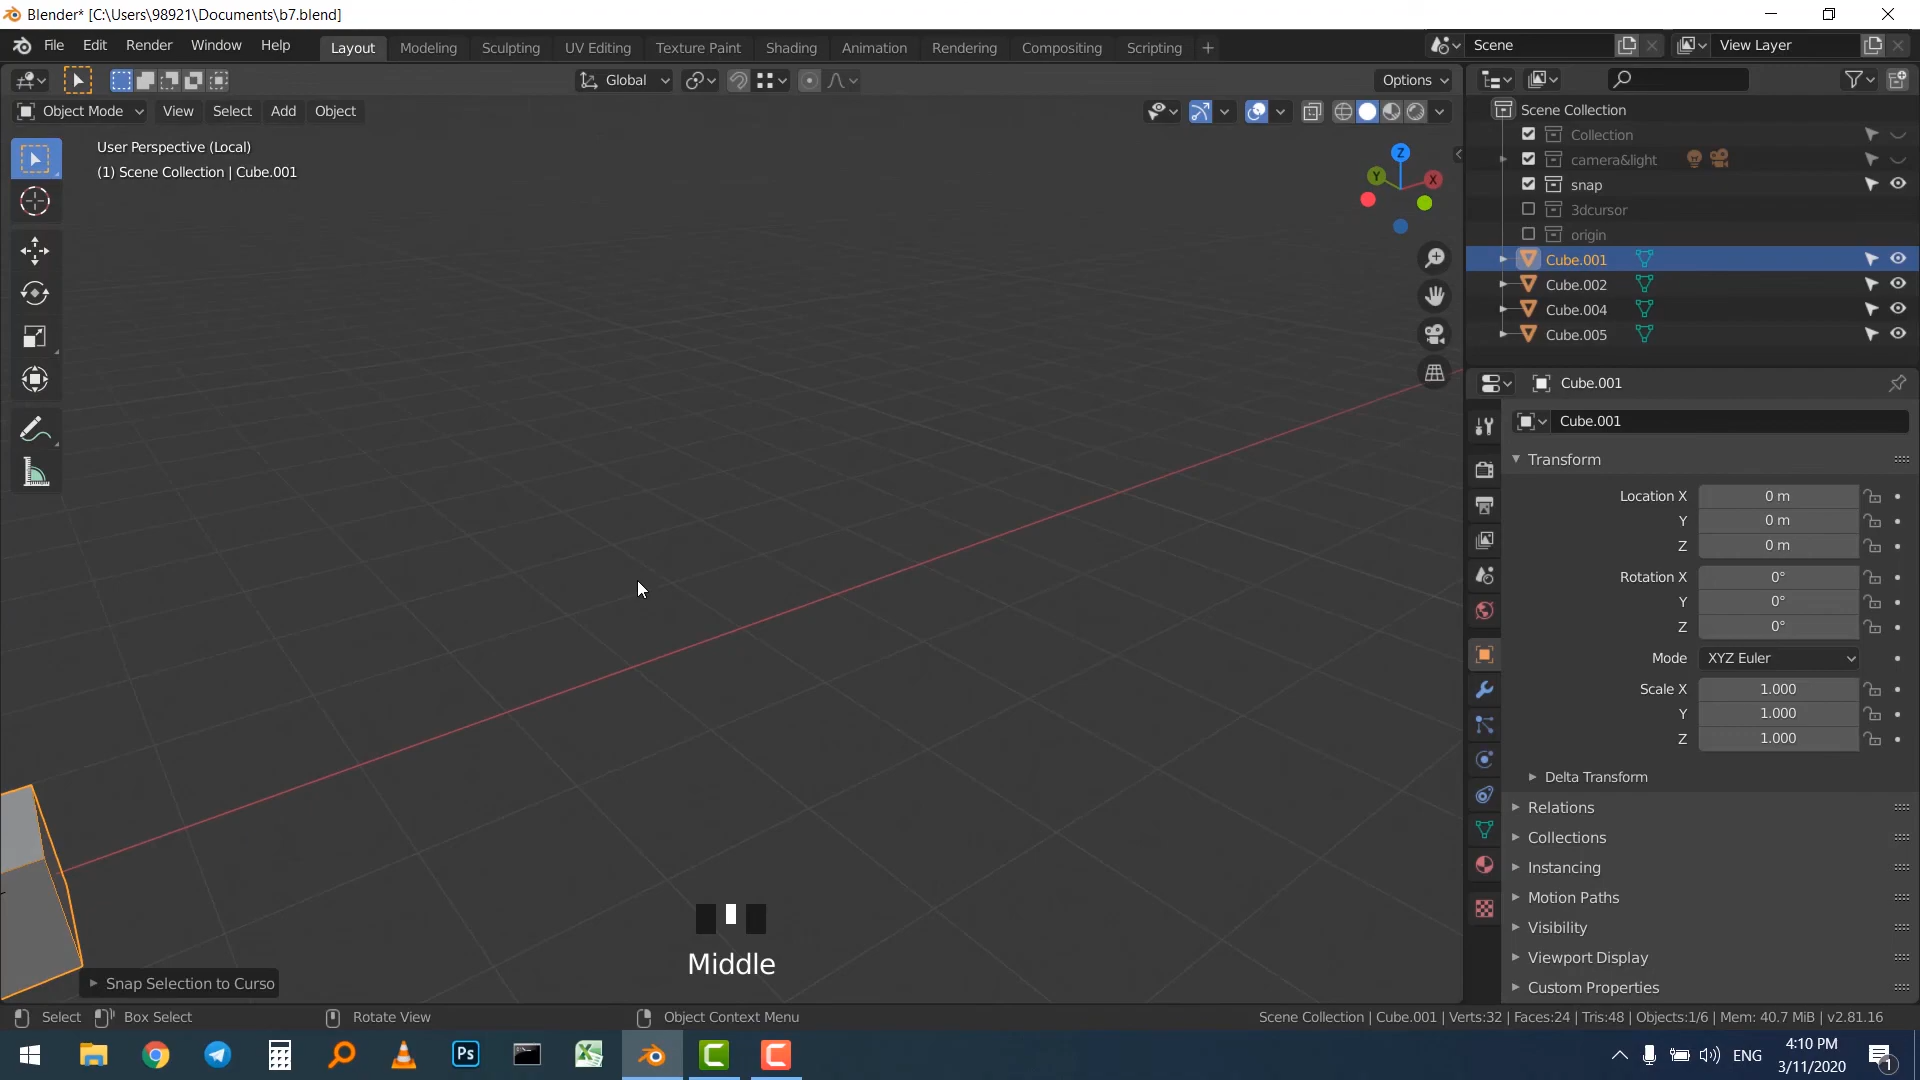 Blender* [C:\Users\98921\Documents\b7.blend]
File Edit Render Window Help
Layout Modeling Sculpting UV Editing Texture Paint Shading Animation Rendering Compositing Scripting +
Scene
View Layer
Global
Options
Object Mode View Select Add Object
User Perspective (Local)
(1) Scene Collection | Cube.001
Z
Y
X
Scene Collection
Collection
camera&light
snap
3dcursor
origin
Cube.001
Cube.002
Cube.004
Cube.005
Cube.001
Cube.001
Transform
Location X 0 m
Y 0 m
Z 0 m
Rotation X 0°
Y 0°
Z 0°
Mode XYZ Euler
Scale X 1.000
Y 1.000
Z 1.000
Delta Transform
Relations
Collections
Instancing
Motion Paths
Visibility
Viewport Display
Custom Properties
Middle
Snap Selection to Curso
Select Box Select Rotate View Object Context Menu
Scene Collection | Cube.001 | Verts:32 | Faces:24 | Tris:48 | Objects:1/6 | Mem: 40.7 MiB | v2.81.16
Ps
ENG
4:10 PM
3/11/2020
1